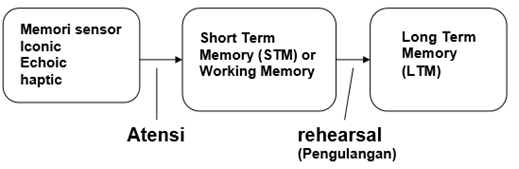 Memori sensor
Iconic
Echoic
haptic
Short Term
Memory (STM) or
Working Memory
Long Term
Memory
(LTM)
Atensi
rehearsal
(Pengulangan)